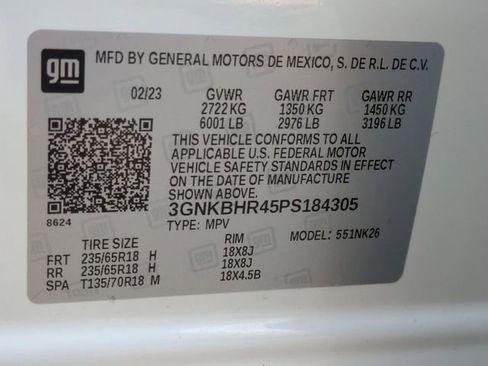 gm
MFD BY GENERAL MOTORS DE MEXICO, S. DE R.L. DE C.V.
02/23 GVWR GAWR FRT GAWR RR
2722 KG 1350 KG 1450 KG
6001 LB 2976 LB 3196 LB
THIS VEHICLE CONFORMS TO ALL
APPLICABLE U.S. FEDERAL MOTOR
VEHICLE SAFETY STANDARDS IN EFFECT
ON THE DATE OF MANUFACTURE
SHOWN ABOVE.
8624 3GNKBHR45PS184305
TYPE: MPV MODEL: 551NK26
TIRE SIZE RIM
FRT 235/65R18 H 18X8J
RR 235/65R18 H 18X8J
SPA T135/70R18 M 18X4.5B